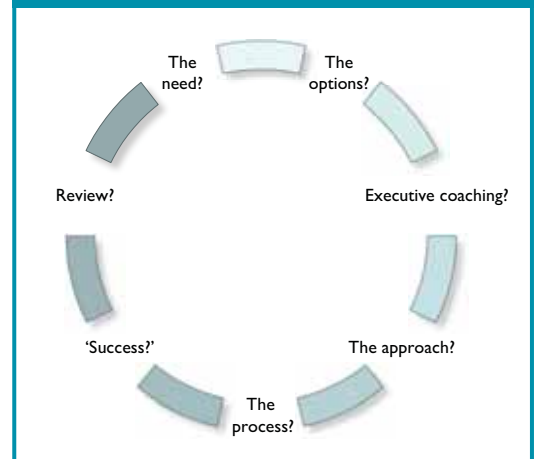 The
need?
The
options?
Executive coaching?
The approach?
The
process?
‘Success?’
Review?